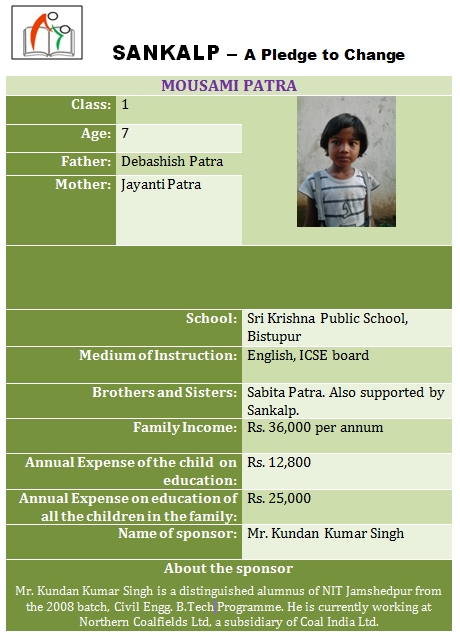 SANKALP – A Pledge to Change
MOUSAMI PATRA
Class: 1
Age: 7
Father: Debashish Patra
Mother: Jayanti Patra
School: Sri Krishna Public School,
Bistupur
Medium of Instruction: English, ICSE board
Brothers and Sisters: Sabita Patra. Also supported by
Sankalp.
Family Income: Rs. 36,000 per annum
Annual Expense of the child on
education: Rs. 12,800
Annual Expense on education of
all the children in the family: Rs. 25,000
Name of sponsor: Mr. Kundan Kumar Singh
About the sponsor
Mr. Kundan Kumar Singh is a distinguished alumnus of NIT Jamshedpur from
the 2008 batch, Civil Engg. B.Tech Programme. He is currently working at
Northern Coalfields Ltd, a subsidiary of Coal India Ltd.